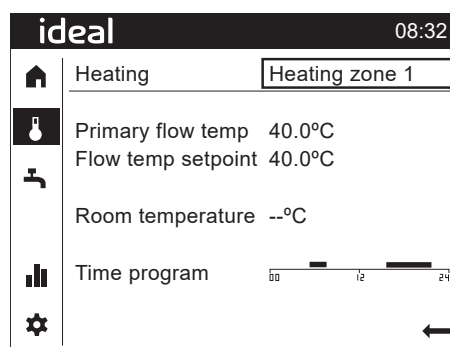 ideal 08:32
Heating Heating zone 1
Primary flow temp 40.0ºC
Flow temp setpoint 40.0ºC
Room temperature --ºC
Time program
00 12 24